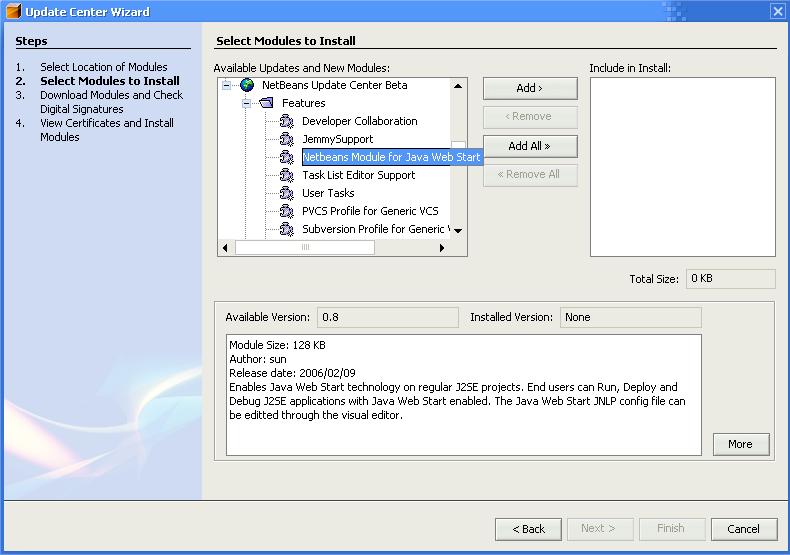 Update Center Wizard
Steps
1. Select Location of Modules
2. Select Modules to Install
3. Download Modules and Check
Digital Signatures
4. View Certificates and Install
Modules
Select Modules to Install
Available Updates and New Modules:
NetBeans Update Center Beta
Features
Developer Collaboration
JemmySupport
Netbeans Module for Java Web Start
Task List Editor Support
User Tasks
PVCS Profile for Generic VCS
Subversion Profile for Generic
Add >
< Remove
Add All »
« Remove All
Include in Install:
Total Size: 0 KB
Available Version: 0.8
Installed Version: None
Module Size: 128 KB
Author: sun
Release date: 2006/02/09
Enables Java Web Start technology on regular J2SE projects. End users can Run, Deploy and
Debug J2SE applications with Java Web Start enabled. The Java Web Start JNLP config file can
be editted through the visual editor.
More
< Back
Next >
Finish
Cancel